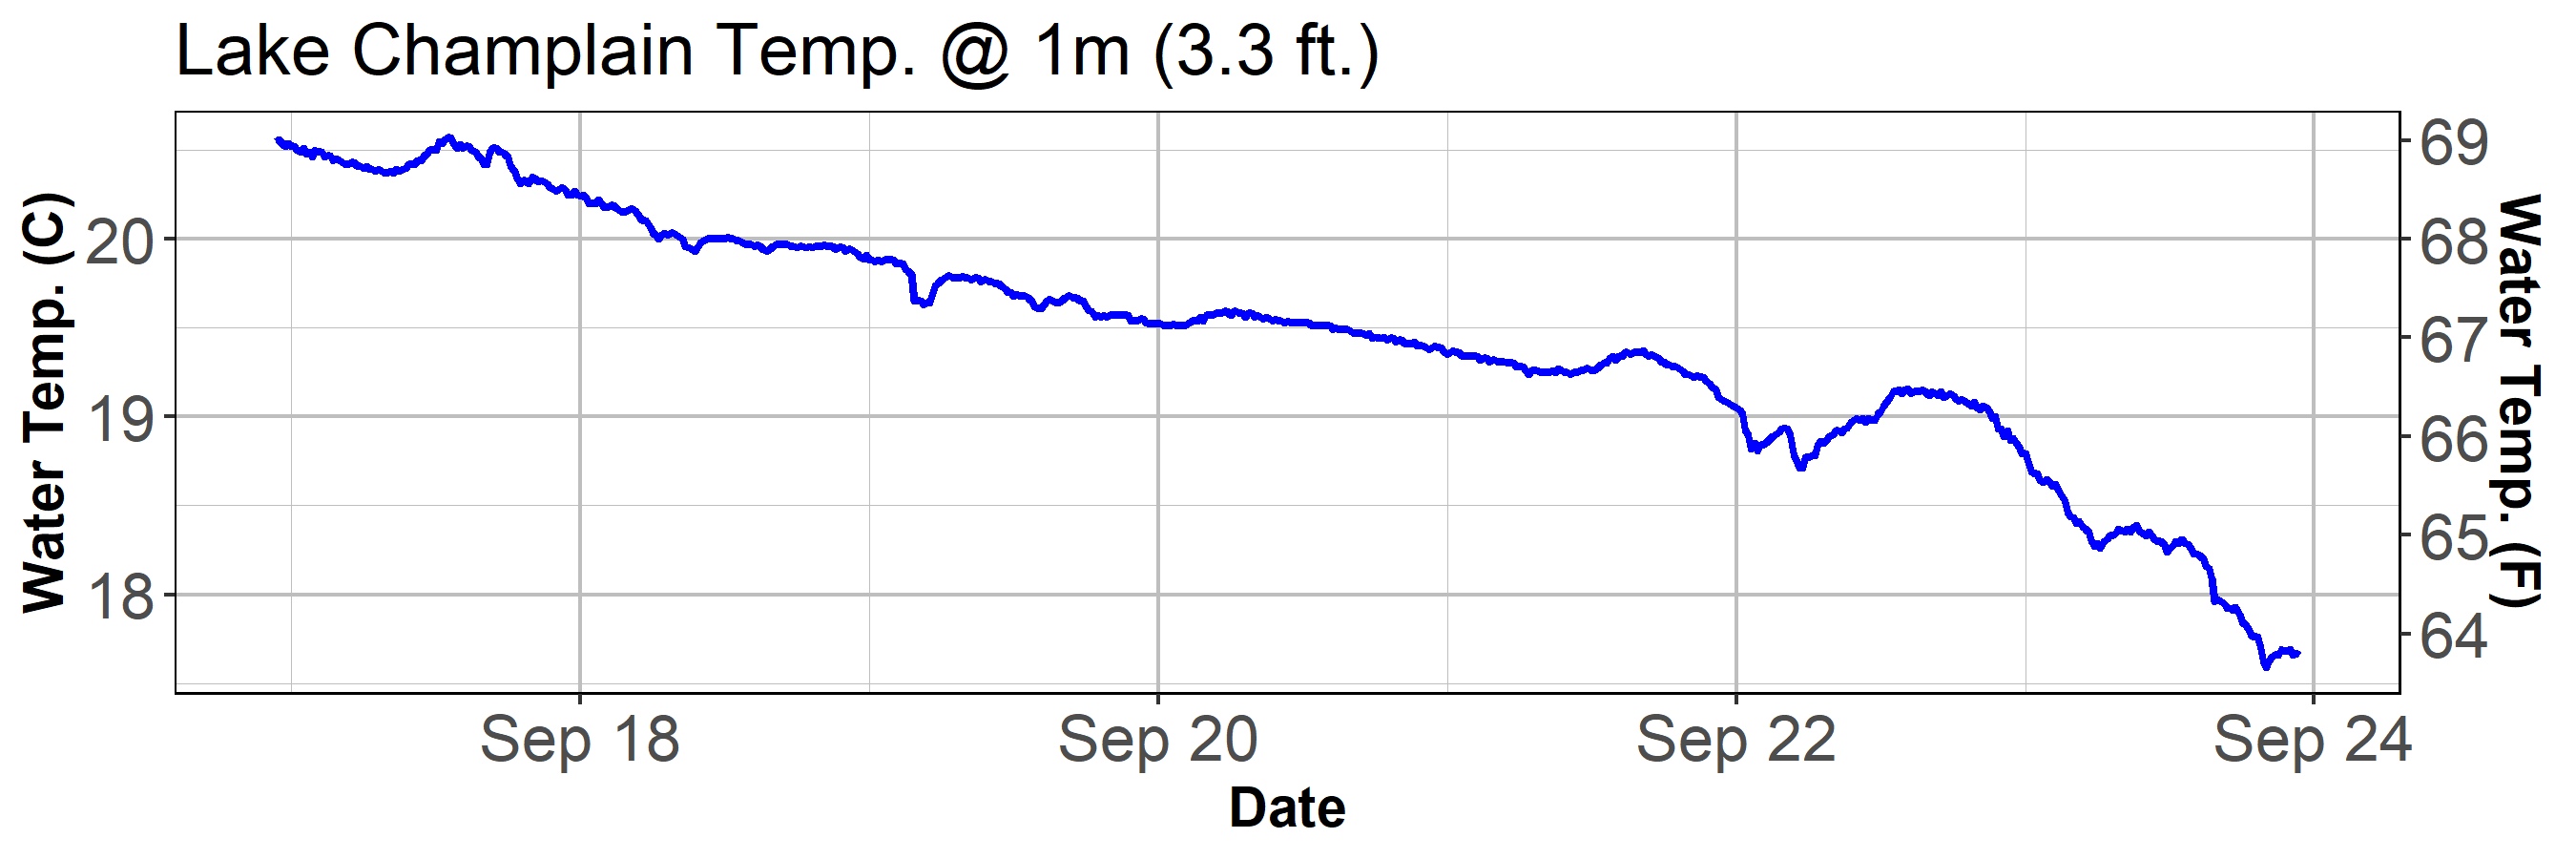 Lake Champlain Temp. @ 1m (3.3 ft.)
Water Temp. (C)
20
19
18
69
68
67
66
65
64
Water Temp. (F)
Sep 18
Sep 20
Sep 22
Sep 24
Date